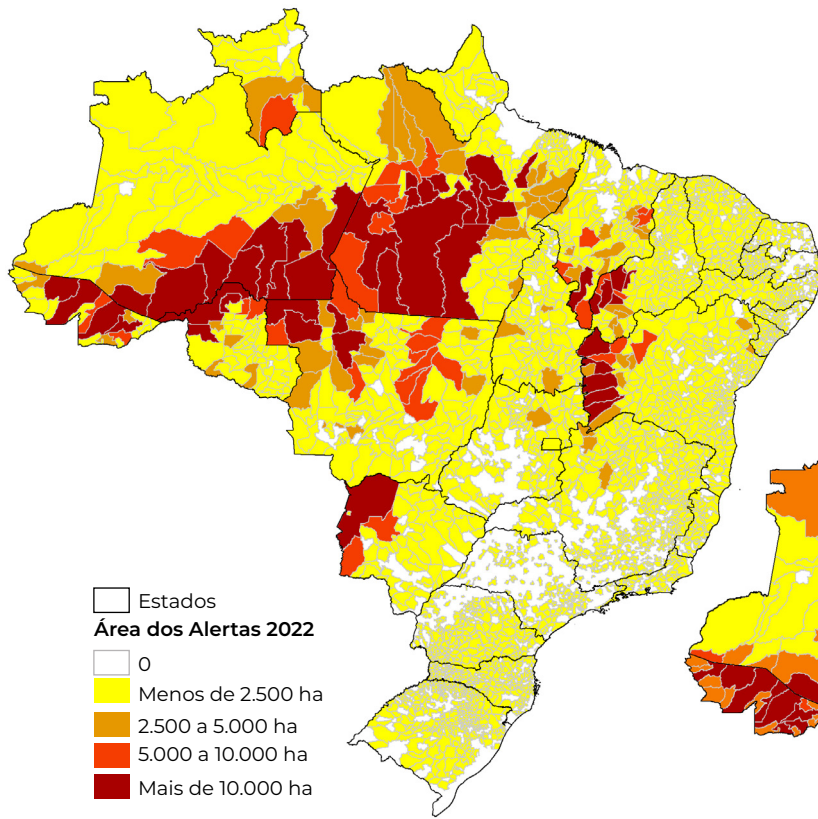 Estados
Área dos Alertas 2022
0
Menos de 2.500 ha
2.500 a 5.000 ha
5.000 a 10.000 ha
Mais de 10.000 ha